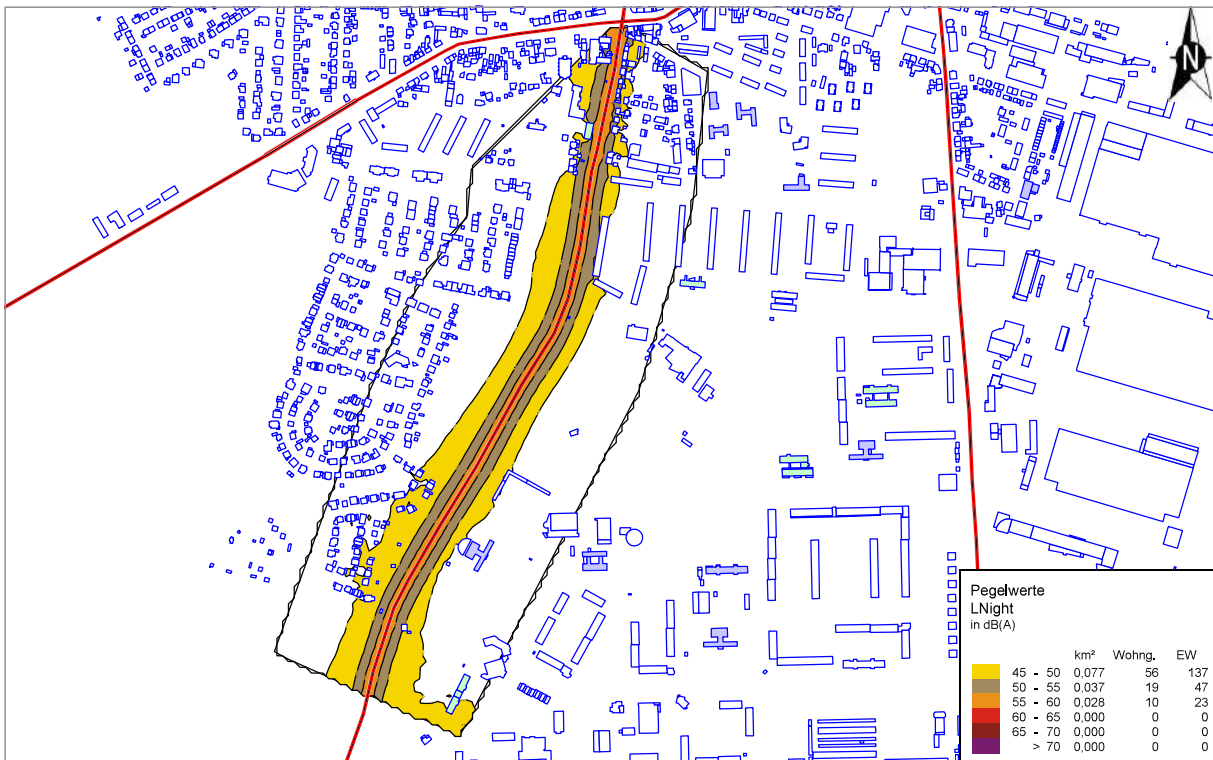 N
Pegelwerte
LNight
in dB(A)
km² Wohng. EW
45 - 50 0,077 56 137
50 - 55 0,037 19 47
55 - 60 0,028 10 23
60 - 65 0,000 0 0
65 - 70 0,000 0 0
> 70 0,000 0 0